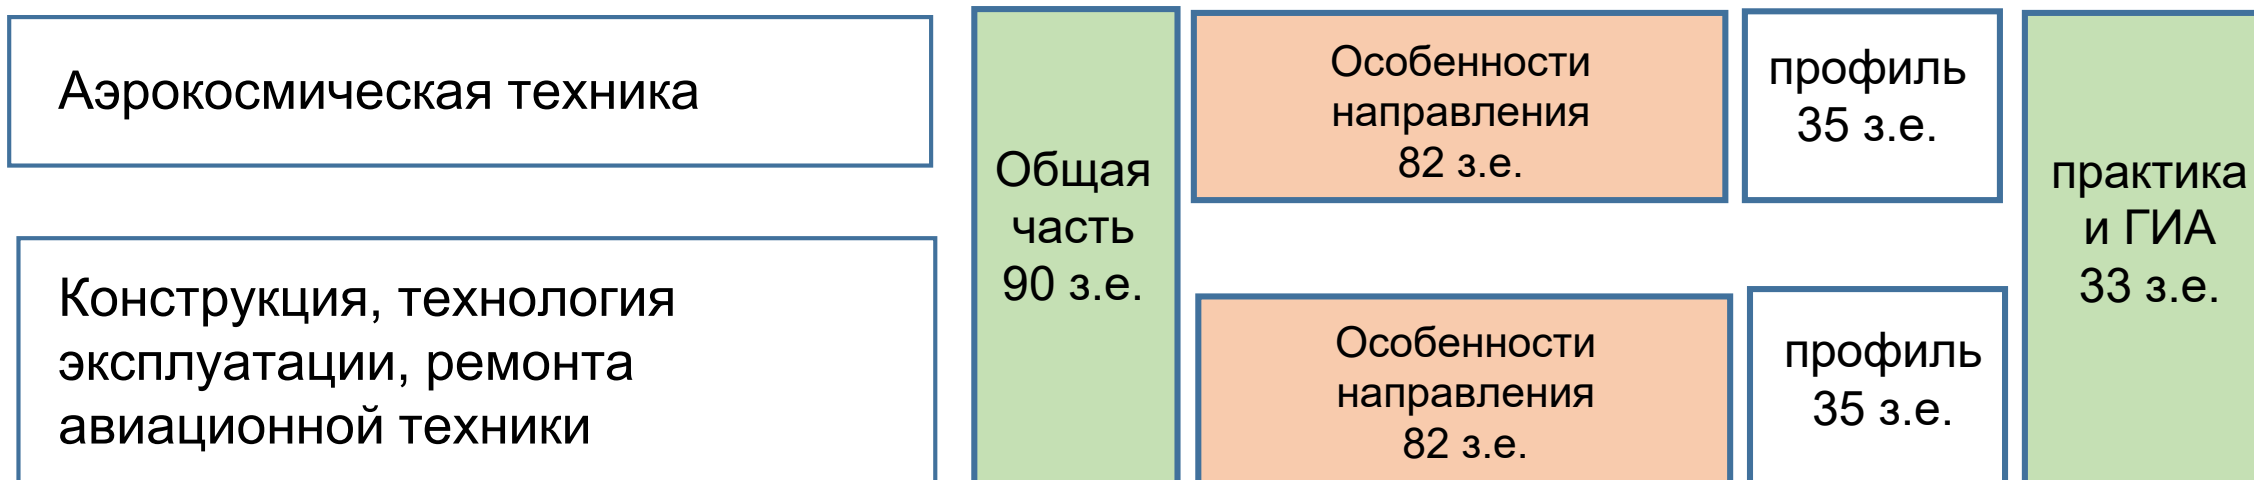 Аэрокосмическая техника
Конструкция, технология
эксплуатации, ремонта
авиационной техники
Общая
часть
90 з.е.
Особенности
направления
82 з.е.
профиль
35 з.е.
Особенности
направления
82 з.е.
профиль
35 з.е.
практика
и ГИА
33 з.е.